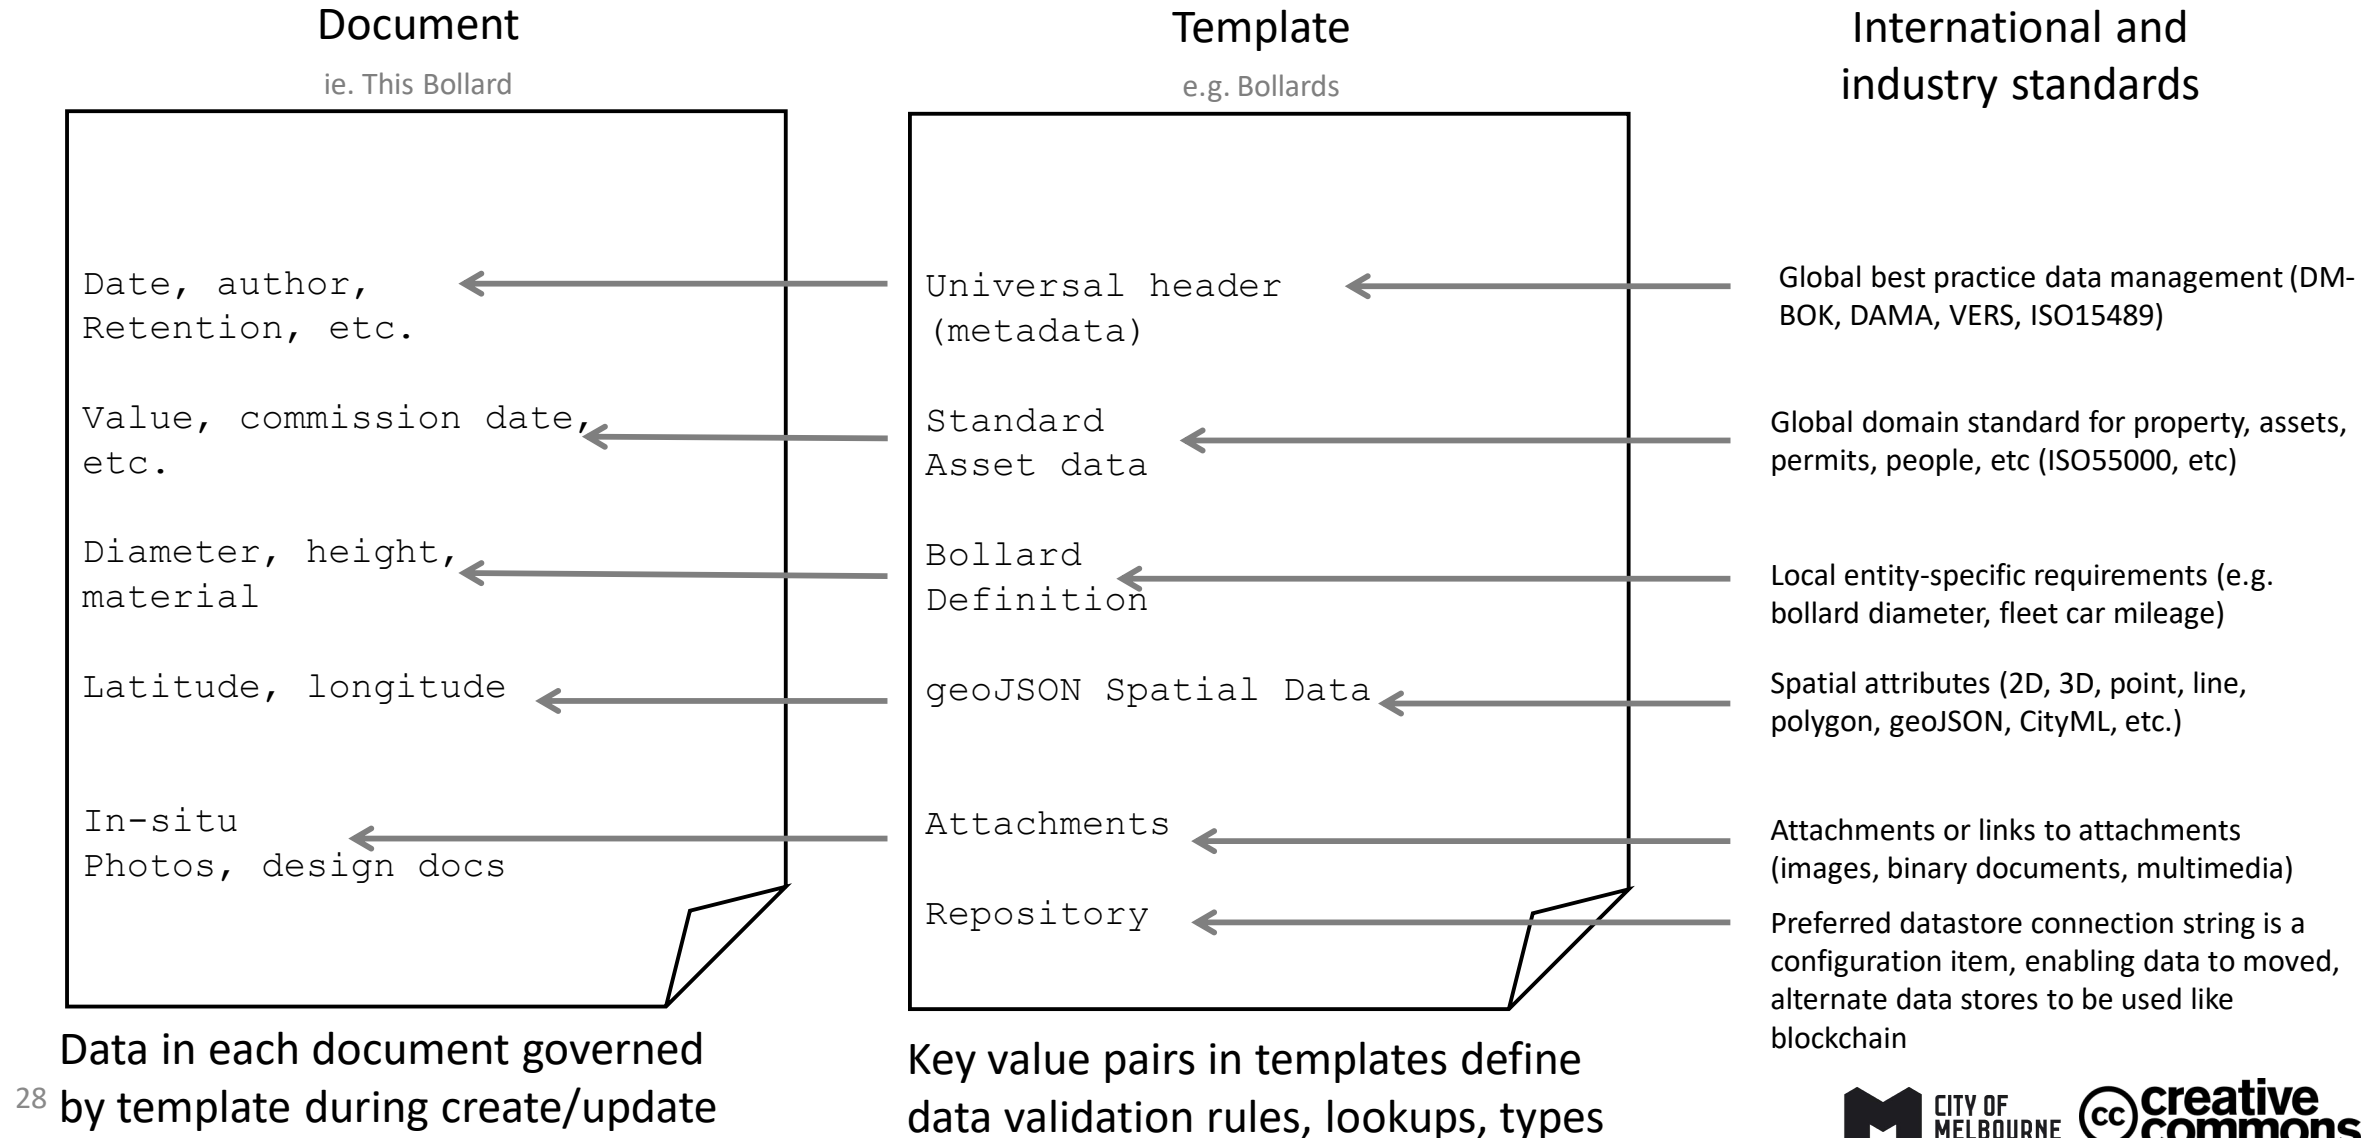 Document
ie. This Bollard
Date, author,
Retention, etc.
Value, commission date,
etc.
Diameter, height,
material
Latitude, longitude
In-situ
Photos, design docs
Data in each document governed
by template during create/update
28
Template
e.g. Bollards
Universal header
(metadata)
Standard
Asset data
Bollard
Definition
geoJSON Spatial Data
Attachments
Repository
Key value pairs in templates define
data validation rules, lookups, types
International and
industry standards
Global best practice data management (DM-
BOK, DAMA, VERS, ISO15489)
Global domain standard for property, assets,
permits, people, etc (ISO55000, etc)
Local entity-specific requirements (e.g.
bollard diameter, fleet car mileage)
Spatial attributes (2D, 3D, point, line,
polygon, geoJSON, CityML, etc.)
Attachments or links to attachments
(images, binary documents, multimedia)
Preferred datastore connection string is a
configuration item, enabling data to moved,
alternate data stores to be used like
blockchain
CITY OF
MELBOURNE
cc creative
commons